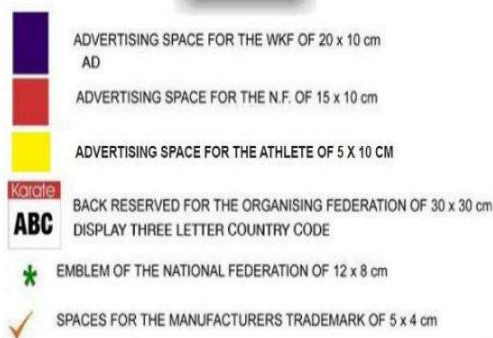 ADVERTISING SPACE FOR THE WKF OF 20 x 10 cm
AD
ADVERTISING SPACE FOR THE N.F. OF 15 x 10 cm
ADVERTISING SPACE FOR THE ATHLETE OF 5 X 10 CM
Karate
ABC
BACK RESERVED FOR THE ORGANISING FEDERATION OF 30 x 30 cm
DISPLAY THREE LETTER COUNTRY CODE
* EMBLEM OF THE NATIONAL FEDERATION OF 12 x 8 cm
SPACES FOR THE MANUFACTURERS TRADEMARK OF 5 x 4 cm